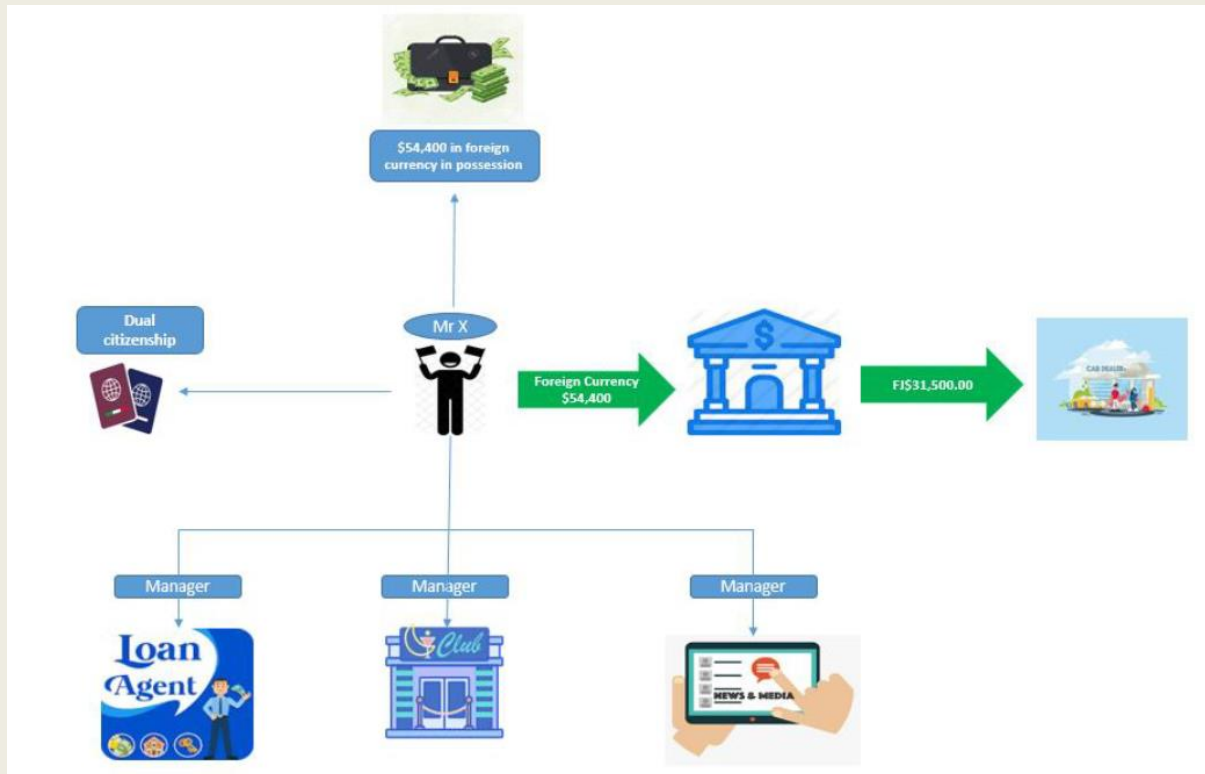 $54,400 in foreign
currency in possession
Dual
citizenship
Mr X
Foreign Currency
$54,400
$
FJ$31,500.00
CAR DEALER
Manager
Manager
Manager
Loan
Agent
Club
NEWS & MEDIA